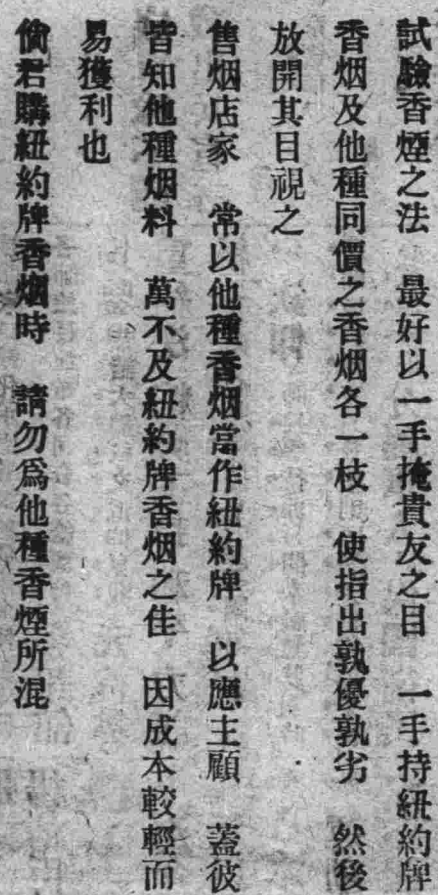 試驗香煙之法　最好以一手掩貴友之目　一手持紐約牌
香烟及他種同價之香烟各一枝　使指出孰優孰劣　然後
放開其目視之
售烟店家　常以他種香烟當作紐約牌　以應主顧　蓋彼
皆知他種烟料　萬不及紐約牌香烟之佳　因成本較輕而
易獲利也
倘君購紐約牌香烟時　請勿爲他種香煙所混